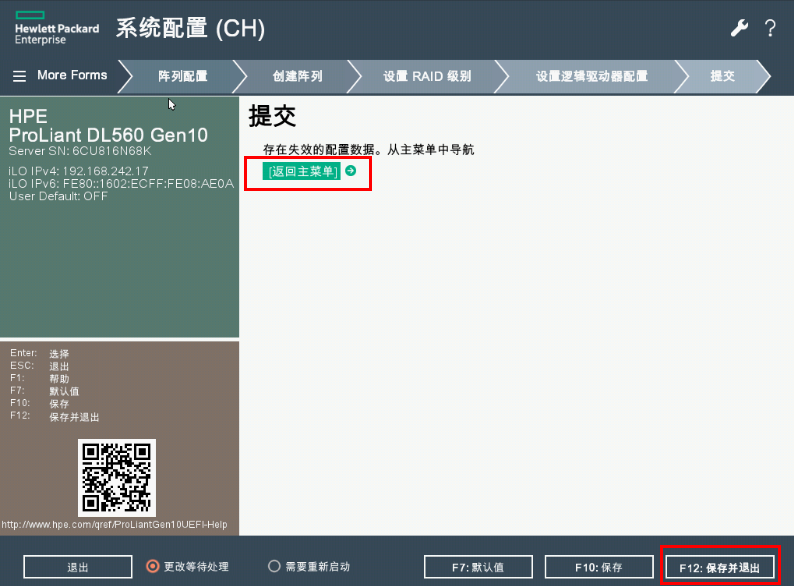 Hewlett Packard
Enterprise
系统配置 (CH)
?
More Forms
阵列配置
创建阵列
设置 RAID 级别
设置逻辑驱动器配置
提交
HPE
ProLiant DL560 Gen10
Server SN: 6CU816N68K
iLO IPv4: 192.168.242.17
iLO IPv6: FE80::1602:ECFF:FE08:AE0A
User Default: OFF
提交
存在失效的配置数据。从主菜单中导航
[返回主菜单]
Enter: 选择
ESC: 退出
F1: 帮助
F7: 默认值
F10: 保存
F12: 保存并退出
http://www.hpe.com/qref/ProLiantGen10UEFI-Help
退出
更改等待处理
需要重新启动
F7: 默认值
F10: 保存
F12: 保存并退出